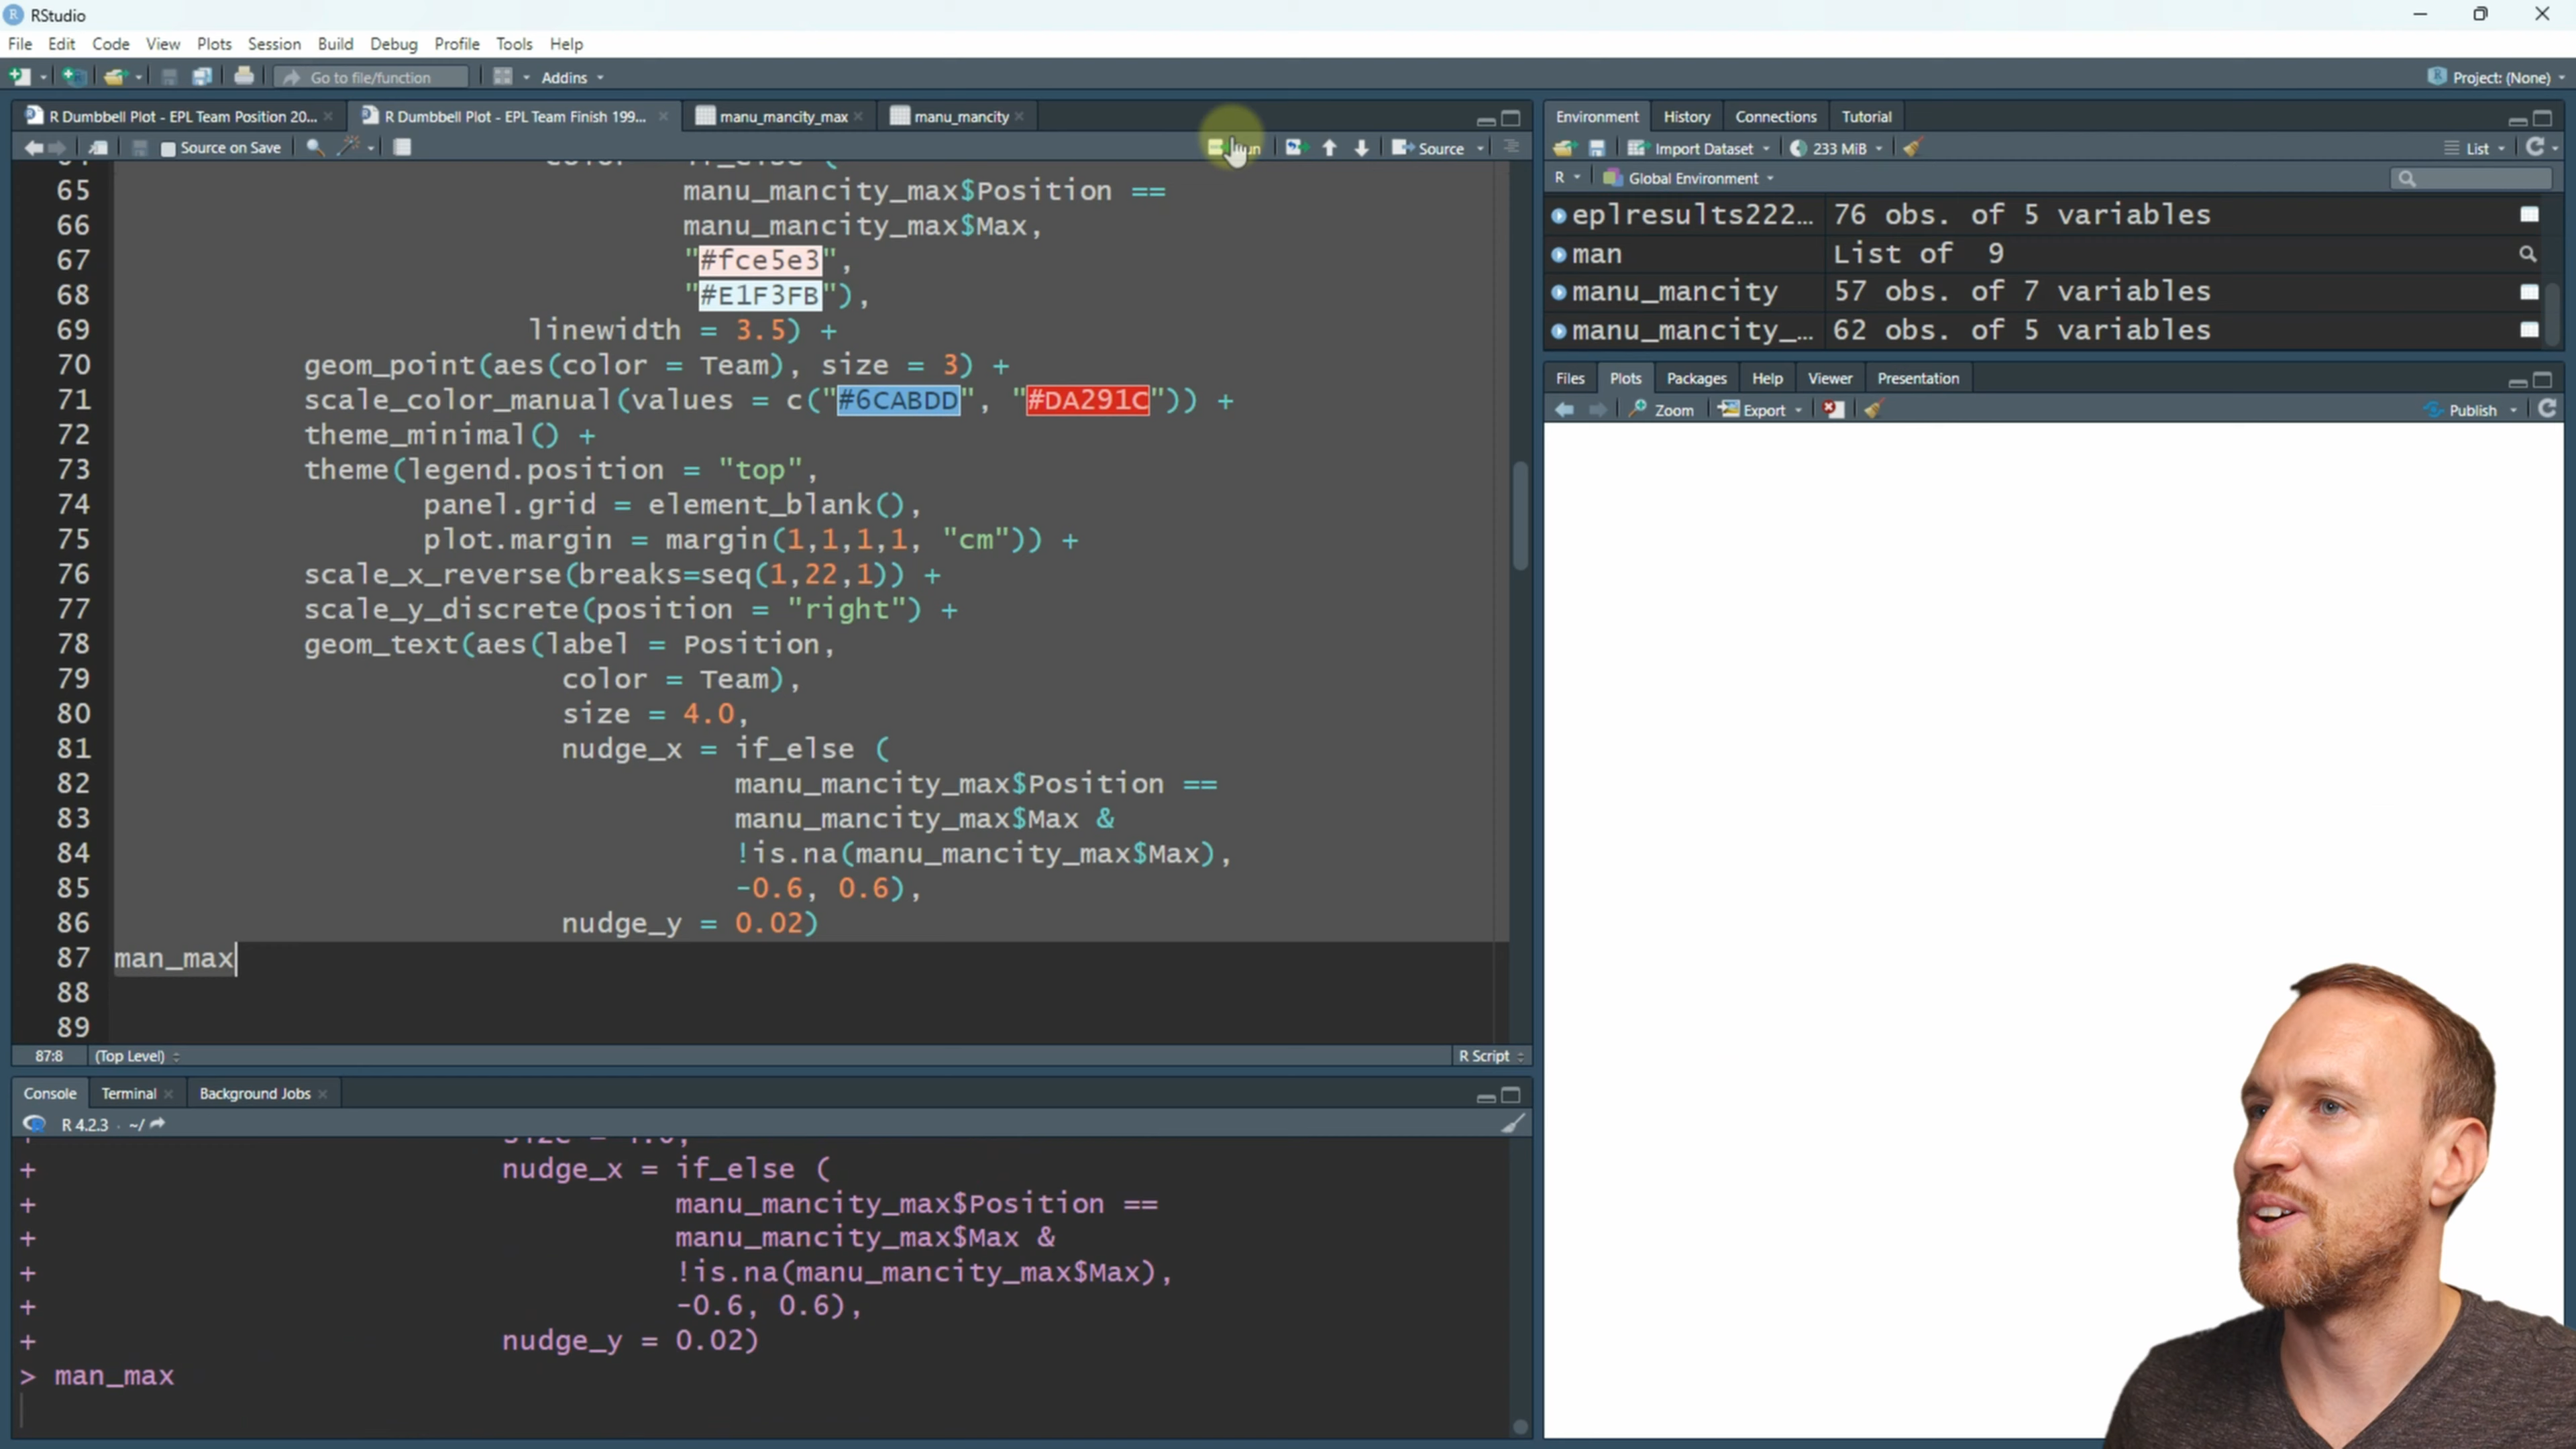 RStudio
File Edit Code View Plots Session Build Debug Profile Tools Help
Go to file/function Addins Project: (None)
R Dumbbell Plot - EPL Team Position 20... R Dumbbell Plot - EPL Team Finish 199... manu_mancity_max manu_mancity
Source on Save Source
65 manu_mancity_max$Position ==
66 manu_mancity_max$Max,
67 "#fce5e3",
68 "#E1F3FB"),
69 linewidth = 3.5) +
70 geom_point(aes(color = Team), size = 3) +
71 scale_color_manual(values = c("#6CABDD", "#DA291C")) +
72 theme_minimal() +
73 theme(legend.position = "top",
74 panel.grid = element_blank(),
75 plot.margin = margin(1,1,1,1, "cm")) +
76 scale_x_reverse(breaks=seq(1,22,1)) +
77 scale_y_discrete(position = "right") +
78 geom_text(aes(label = Position,
79 color = Team),
80 size = 4.0,
81 nudge_x = if_else (
82 manu_mancity_max$Position ==
83 manu_mancity_max$Max &
84 !is.na(manu_mancity_max$Max),
85 -0.6, 0.6),
86 nudge_y = 0.02)
87 man_max
88
89
87:8 (Top Level) R Script
Console Terminal Background Jobs
R 4.2.3 · ~/
+ nudge_x = if_else (
+ manu_mancity_max$Position ==
+ manu_mancity_max$Max &
+ !is.na(manu_mancity_max$Max),
+ -0.6, 0.6),
+ nudge_y = 0.02)
> man_max
Environment History Connections Tutorial
Import Dataset 233 MiB List
R Global Environment
eplresults222... 76 obs. of 5 variables
man List of 9
manu_mancity 57 obs. of 7 variables
manu_mancity_... 62 obs. of 5 variables
Files Plots Packages Help Viewer Presentation
Zoom Export Publish